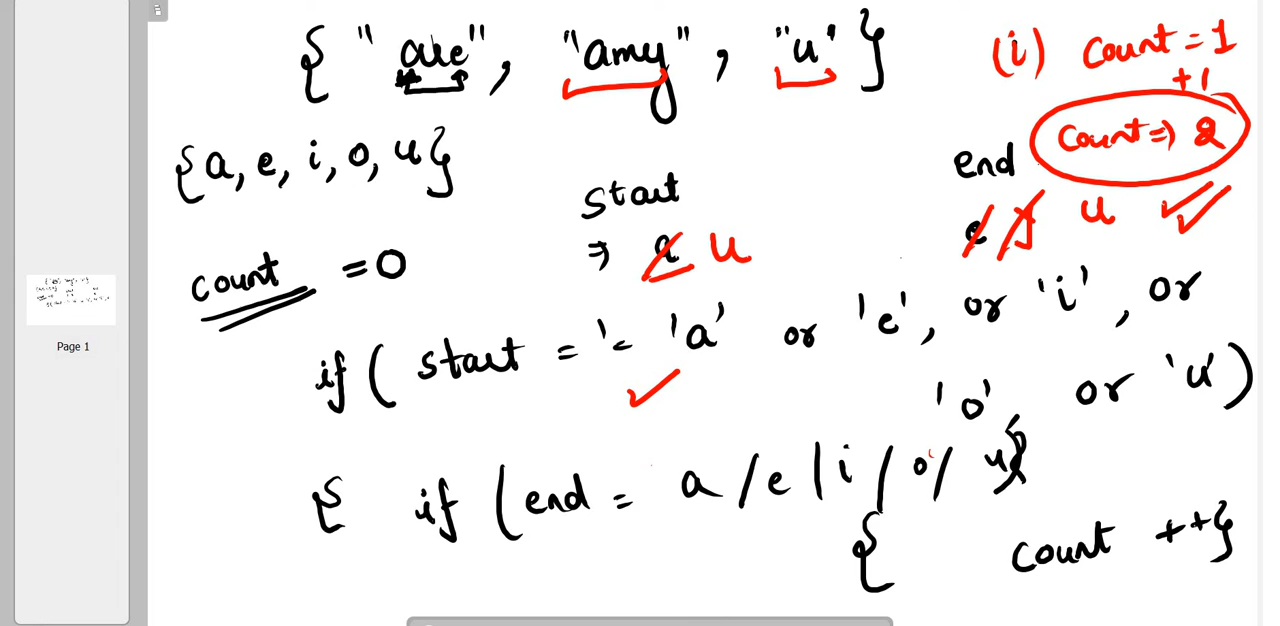 { "are", "amy", "u" }
(i) Count = 1
+1
Count => 2
{a, e, i, o, u}
start
end
=> a u
e y u
count = 0
if ( start = '= 'a' or 'e', or 'i', or
'o', or 'u')
{ if (end = a/e/i/o/u)
{ count ++}
Page 1